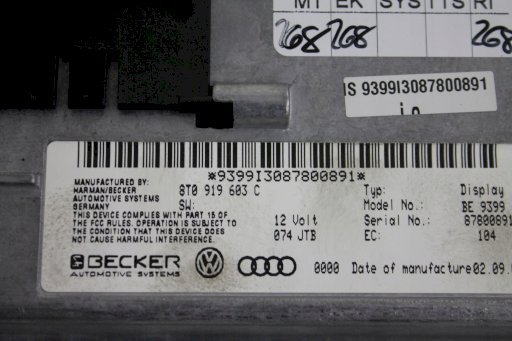 MT EK SYS TTS RI
268 268 268
IS 9399I3087800891
*9399I3087800891*
MANUFACTURED BY:
HARMAN/BECKER
AUTOMOTIVE SYSTEMS
GERMANY
THIS DEVICE COMPLIES WITH PART 15 OF
THE FCC RULES. OPERATION IS SUBJECT TO
THE CONDITION THAT THIS DEVICE DOES
NOT CAUSE HARMFUL INTERFERENCE.
8T0 919 603 C
SW:
12 Volt
074 JTB
Typ: Display
Model No.: BE 9399
Serial No.: 87800891
EC: 104
BECKER
AUTOMOTIVE SYSTEMS
0000 Date of manufacture 02.09.